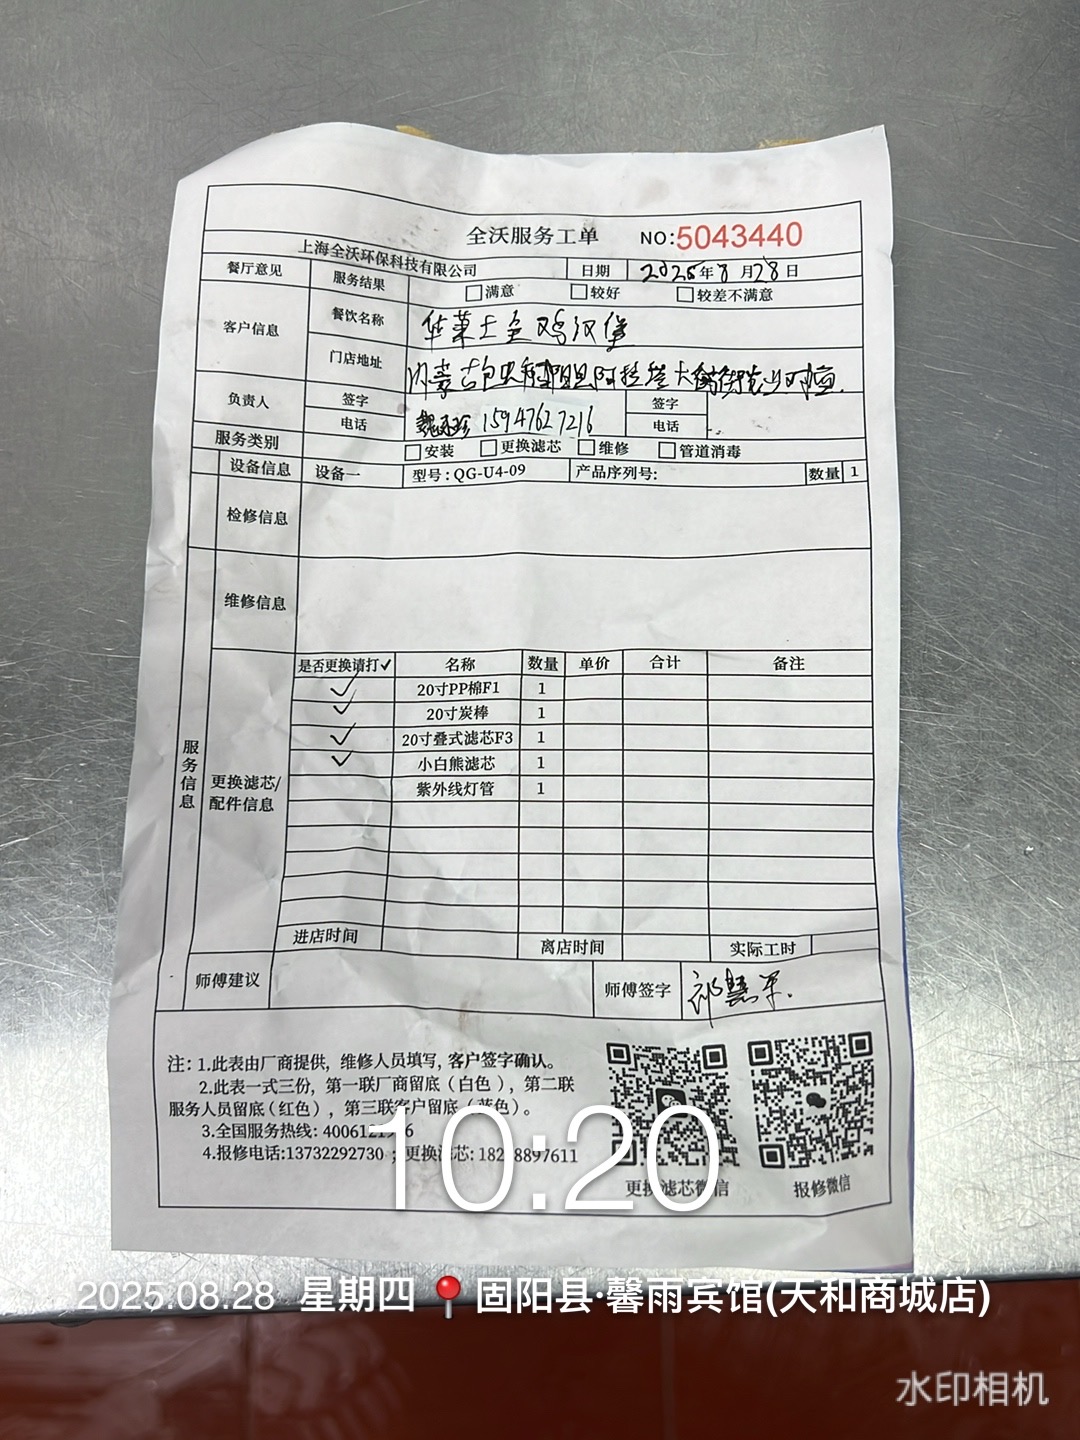 全沃服务工单 NO:5043440
上海全沃环保科技有限公司 日期 2025年8月28日
餐厅意见 服务结果 满意 较好 较差不满意
客户信息 餐饮名称 华莱士全鸡汉堡
门店地址 内蒙古包头 固阳县阿拉塔大街
负责人 签字 签字
电话 15947627216 电话
服务类别 安装 更换滤芯 维修 管道消毒
设备信息 设备一 型号: QG-U4-09 产品序列号: 数量 1
检修信息
维修信息
服务信息
更换滤芯/配件信息
是否更换请打✓ 名称 数量 单价 合计 备注
✓ 20寸PP棉F1 1
✓ 20寸炭棒 1
✓ 20寸叠式滤芯F3 1
✓ 小白熊滤芯 1
紫外线灯管 1
进店时间 离店时间 实际工时
师傅建议 师傅签字
注: 1.此表由厂商提供, 维修人员填写, 客户签字确认。
2.此表一式三份, 第一联厂商留底(白色), 第二联
服务人员留底(红色), 第三联客户留底(蓝色)。
3.全国服务热线:
4.报修电话:13732292730 ; 更换滤芯:
更换滤芯微信 报修微信
10:20
2025.08.28 星期四 固阳县·馨雨宾馆(天和商城店)
水印相机